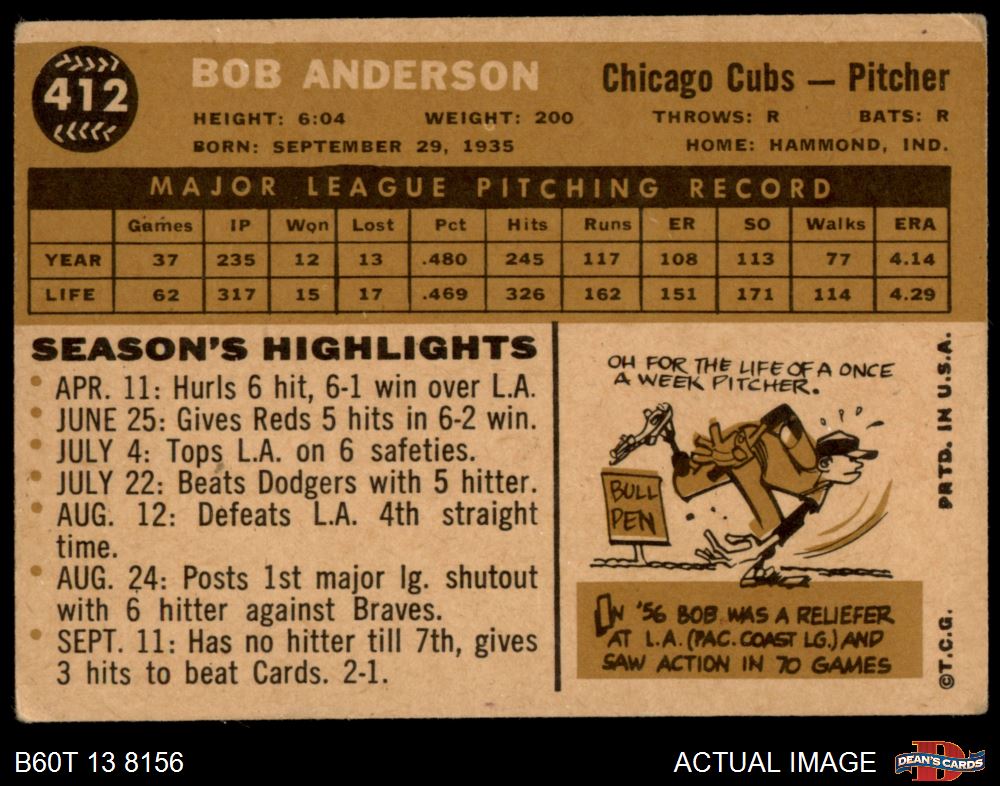 412
BOB ANDERSON
Chicago Cubs — Pitcher
HEIGHT: 6:04 WEIGHT: 200 THROWS: R BATS: R
BORN: SEPTEMBER 29, 1935 HOME: HAMMOND, IND.
MAJOR LEAGUE PITCHING RECORD
Games IP Won Lost Pct Hits Runs ER SO Walks ERA
YEAR 37 235 12 13 .480 245 117 108 113 77 4.14
LIFE 62 317 15 17 .469 326 162 151 171 114 4.29
SEASON'S HIGHLIGHTS
• APR. 11: Hurls 6 hit, 6-1 win over L.A.
• JUNE 25: Gives Reds 5 hits in 6-2 win.
• JULY 4: Tops L.A. on 6 safeties.
• JULY 22: Beats Dodgers with 5 hitter.
• AUG. 12: Defeats L.A. 4th straight
time.
• AUG. 24: Posts 1st major lg. shutout
with 6 hitter against Braves.
• SEPT. 11: Has no hitter till 7th, gives
3 hits to beat Cards. 2-1.
OH FOR THE LIFE OF A ONCE
A WEEK PITCHER.
BULL
PEN
IN '56 BOB WAS A RELIEFER
AT L.A. (PAC. COAST LG.) AND
SAW ACTION IN 70 GAMES
©T.C.G. PRTD. IN U.S.A.
B60T 13 8156
ACTUAL IMAGE
DEAN'S CARDS